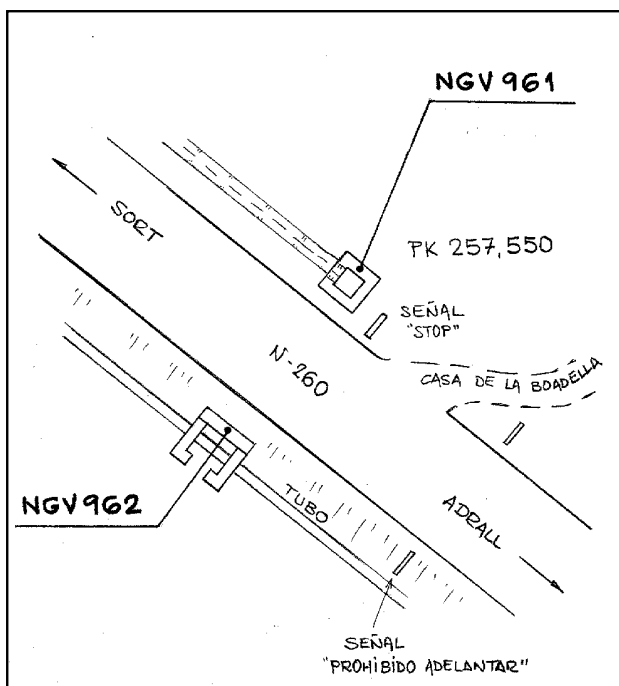 NGV 961
SORT
PK 257,550
SEÑAL
"STOP"
N-260
CASA DE LA BOADELLA
NGV 962
TUBO
ADRALL
SEÑAL
"PROHIBIDO ADELANTAR"